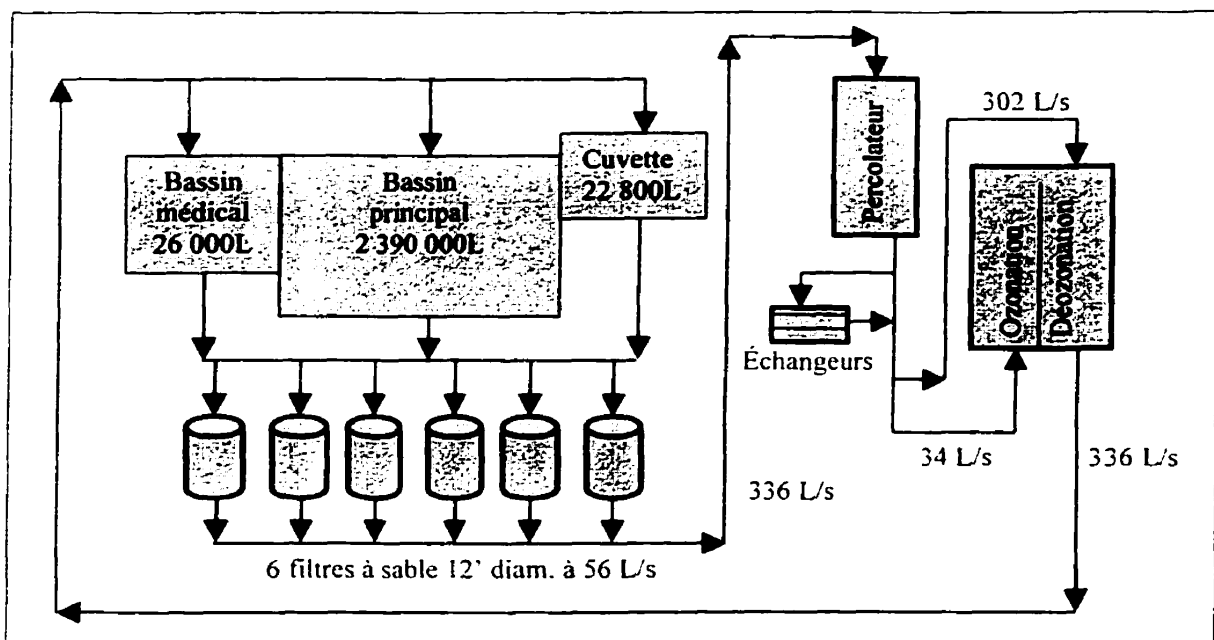 302 L/s
Percolateur
Bassin
médical
26 000L
Bassin
principal
2 390 000L
Cuvette
22 800L
Ozonation
Deozonation
Échangeurs
34 L/s
336 L/s
336 L/s
6 filtres à sable 12' diam. à 56 L/s